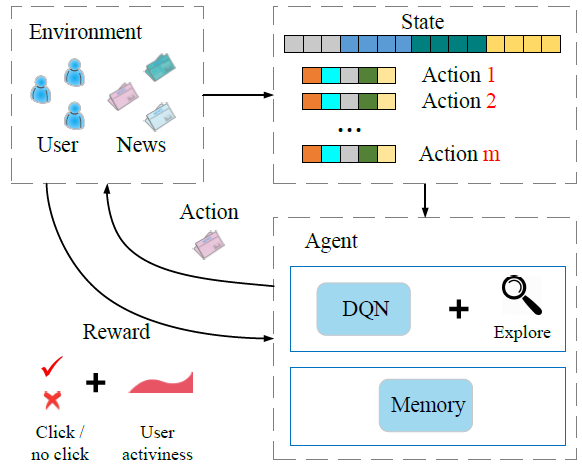 Environment
User
News
State
Action 1
Action 2
...
Action m
Action
Agent
DQN
+
Explore
Memory
Reward
+
Click /
no click
User
activiness